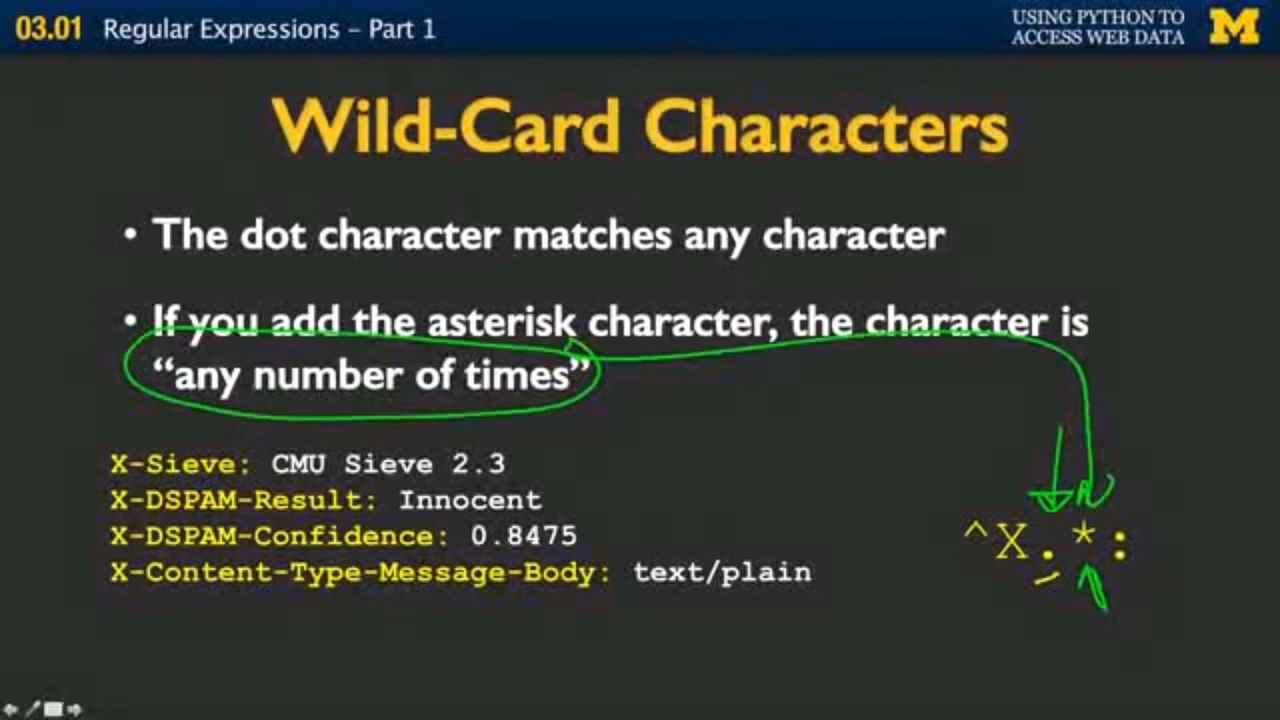 03.01 Regular Expressions – Part 1
USING PYTHON TO
ACCESS WEB DATA
M
Wild-Card Characters
• The dot character matches any character
• If you add the asterisk character, the character is
“any number of times”
X-Sieve: CMU Sieve 2.3
X-DSPAM-Result: Innocent
X-DSPAM-Confidence: 0.8475
X-Content-Type-Message-Body: text/plain
^X.*: